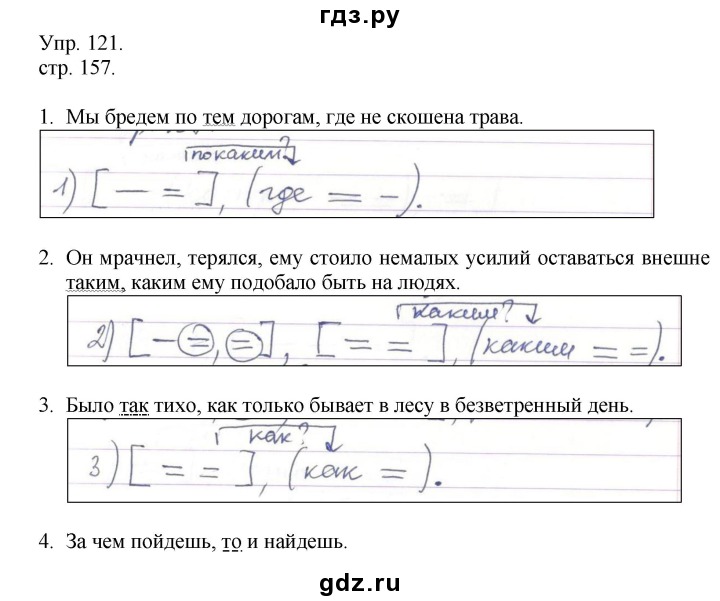 гдз.ру
Упр. 121.
стр. 157.
1. Мы бредем по тем дорогам, где не скошена трава.
по каким?
1) [ — = ], (где = –).
2. Он мрачнел, терялся, ему стоило немалых усилий оставаться внешне
таким, каким ему подобало быть на людях.
каким?
2) [ – =, = ], [ = = ], (каким = =).
3. Было так тихо, как только бывает в лесу в безветренный день.
как?
3) [ = = ], (как = ).
4. За чем пойдешь, то и найдешь.
gdz.ru